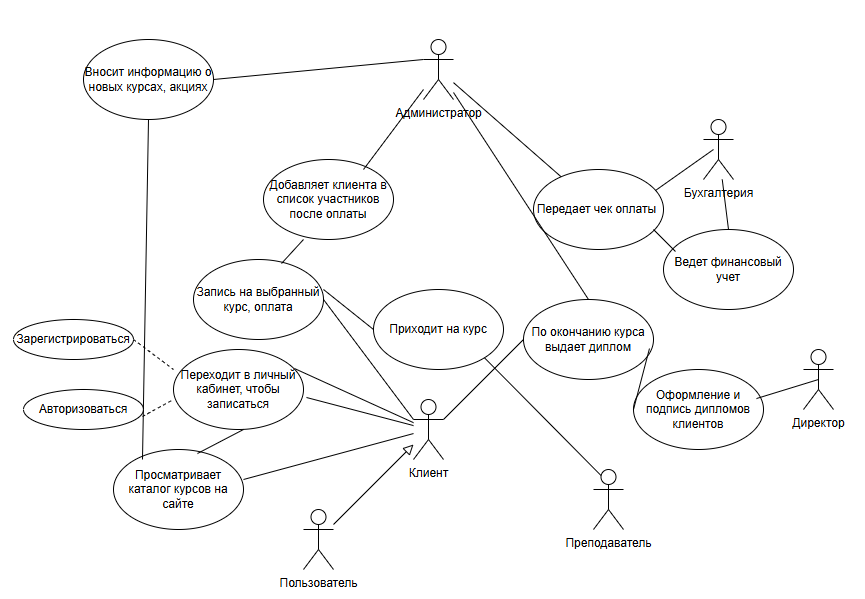 Вносит информацию о
новых курсах, акциях
Администратор
Добавляет клиента в
список участников
после оплаты
Передает чек оплаты
Бухгалтерия
Ведет финансовый
учет
Запись на выбранный
курс, оплата
Приходит на курс
По окончанию курса
выдает диплом
Зарегистрироваться
Переходит в личный
кабинет, чтобы
записаться
Авторизоваться
Оформление и
подпись дипломов
клиентов
Директор
Просматривает
каталог курсов на
сайте
Клиент
Преподаватель
Пользователь